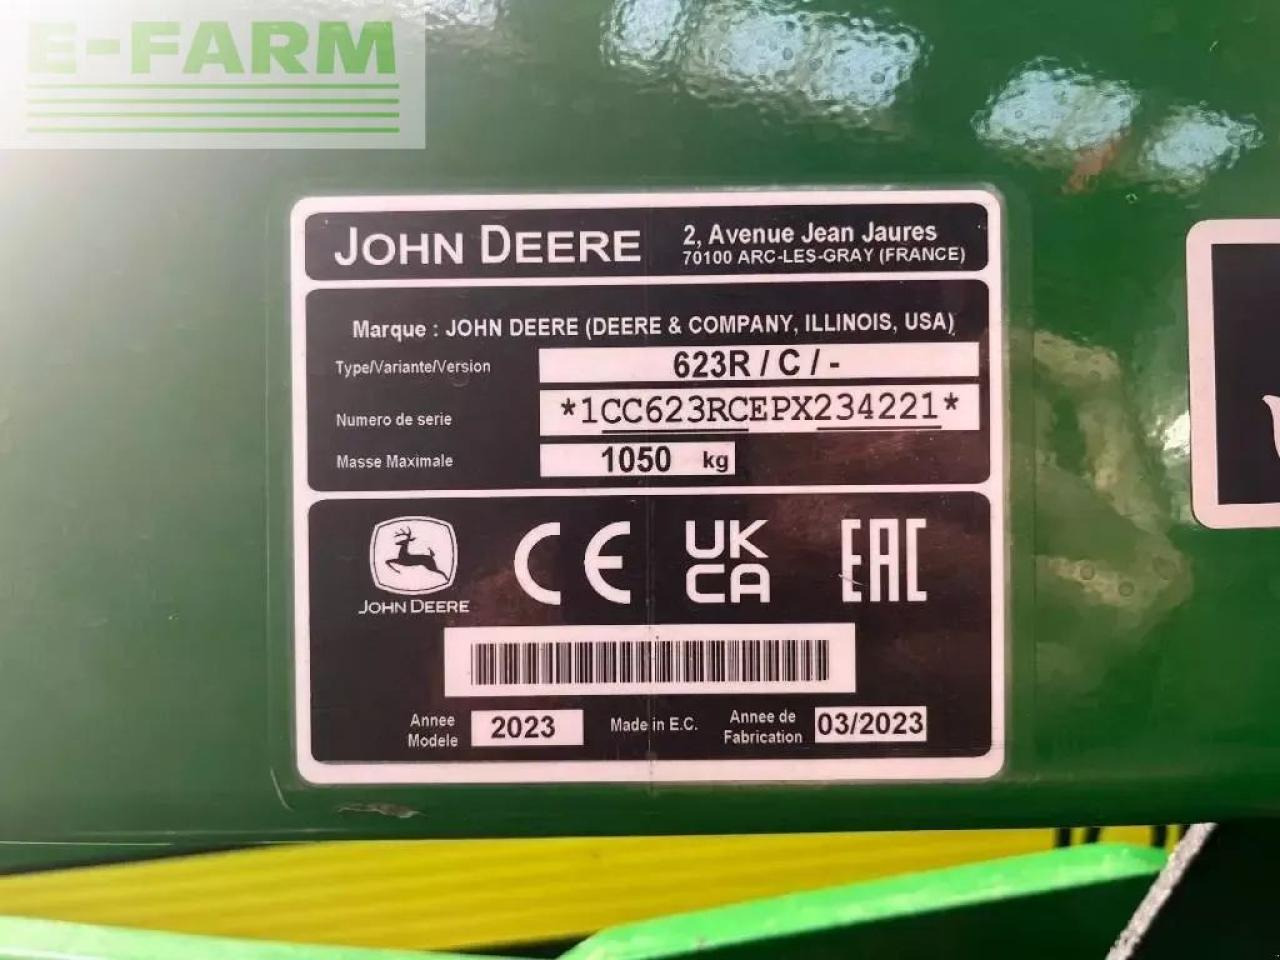 E-FARM
JOHN DEERE
2, Avenue Jean Jaures
70100 ARC-LES-GRAY (FRANCE)
Marque : JOHN DEERE (DEERE & COMPANY, ILLINOIS, USA)
Type/Variante/Version 623R / C / -
Numero de serie *1CC623RCEPX234221*
Masse Maximale 1050 kg
JOHN DEERE
CE
UK
CA
EAC
Annee
Modele
2023
Made in E.C.
Annee de
Fabrication
03/2023